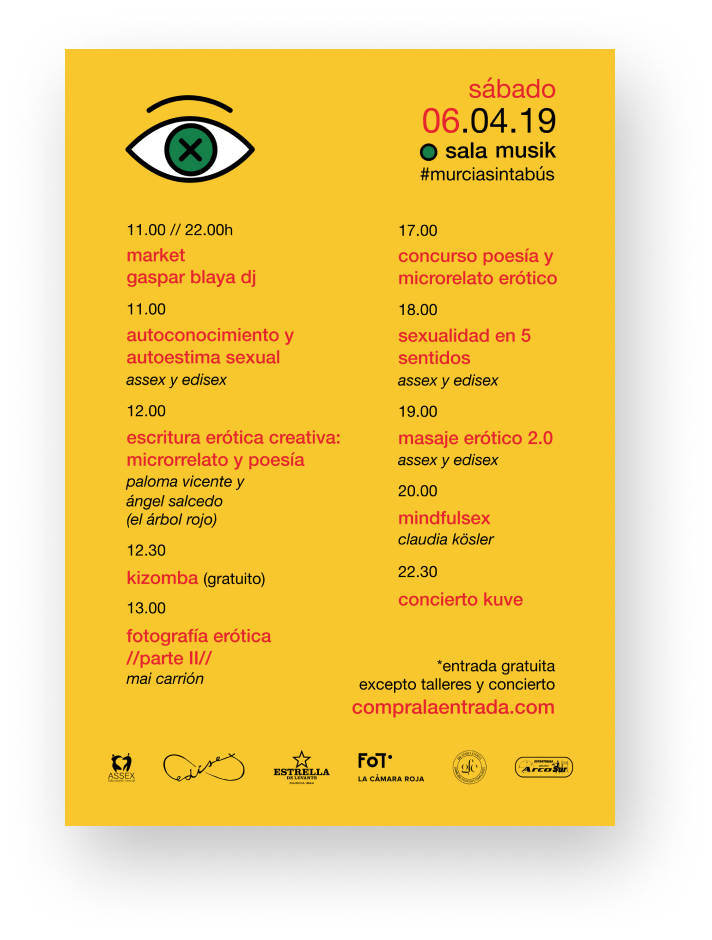 sábado
06.04.19
sala musik
#murciasintabús
11.00 // 22.00h
market
gaspar blaya dj
11.00
autoconocimiento y
autoestima sexual
assex y edisex
12.00
escritura erótica creativa:
microrrelato y poesía
paloma vicente y
ángel salcedo
(el árbol rojo)
12.30
kizomba (gratuito)
13.00
fotografía erótica
//parte II//
mai carrión
17.00
concurso poesía y
microrelato erótico
18.00
sexualidad en 5
sentidos
assex y edisex
19.00
masaje erótico 2.0
assex y edisex
20.00
mindfulsex
claudia kösler
22.30
concierto kuve
*entrada gratuita
excepto talleres y concierto
compralaentrada.com
ASSEX
edisex
ESTRELLA
DE LEVANTE
FOT
LA CÁMARA ROJA
gfc
Arco Sur